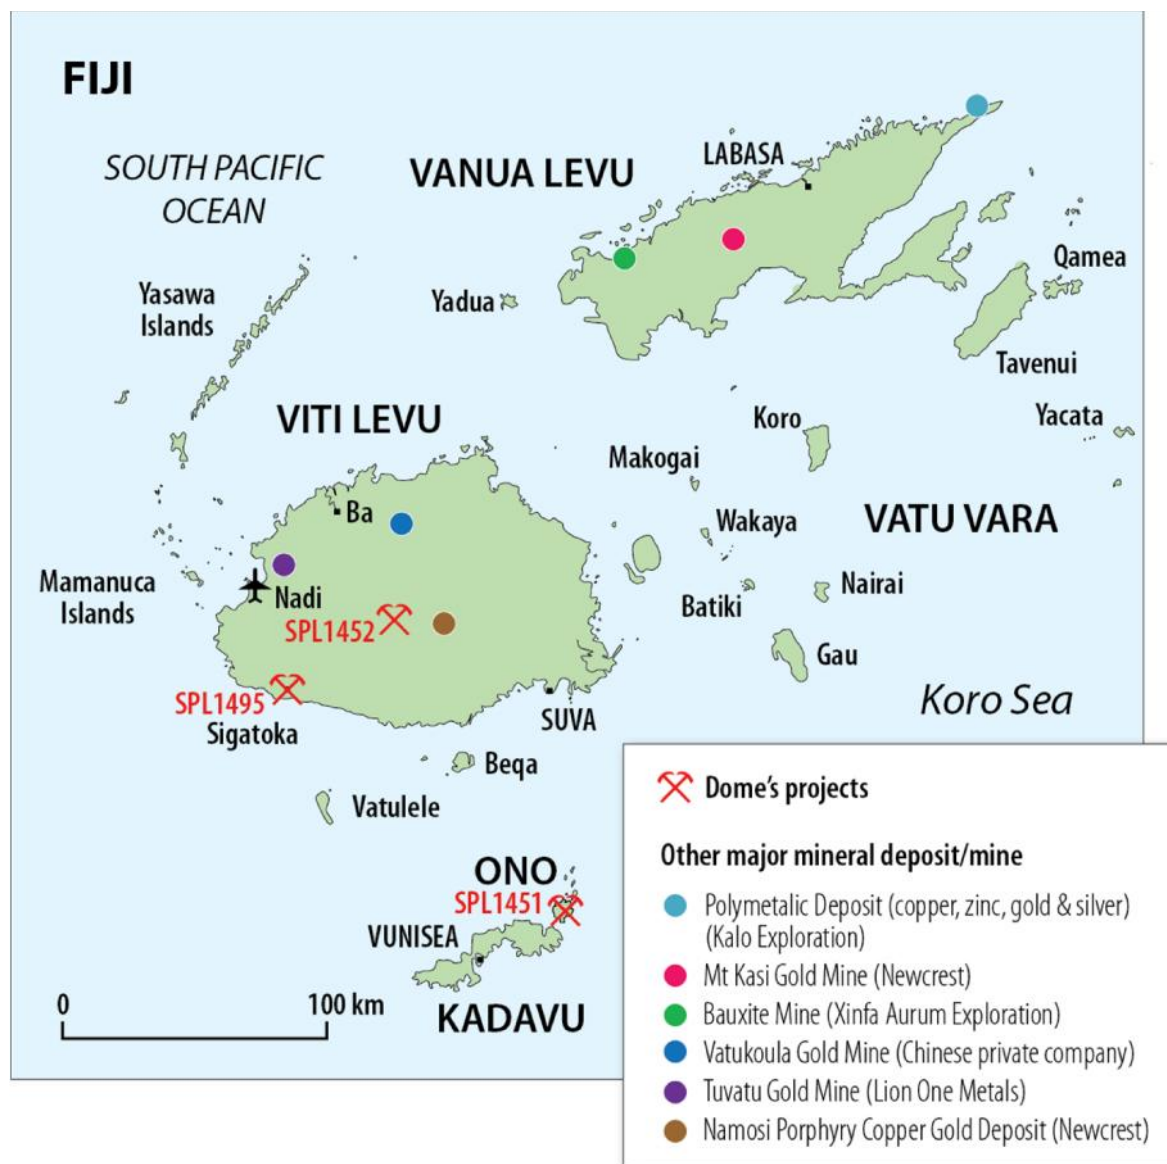 FIJI
SOUTH PACIFIC
OCEAN
VANUA LEVU
LABASA
Qamea
Yasawa
Islands
Yadua
Tavenui
VITI LEVU
Koro
Yacata
Makogai
Ba
Wakaya
VATU VARA
Mamanuca
Islands
Nadi
Batiki
Nairai
SPL1452
Gau
SPL1495
Sigatoka
SUVA
Koro Sea
Beqa
Vatulele
ONO
SPL1451
VUNISEA
KADAVU
0
100 km
Dome's projects
Other major mineral deposit/mine
Polymetalic Deposit (copper, zinc, gold & silver)
(Kalo Exploration)
Mt Kasi Gold Mine (Newcrest)
Bauxite Mine (Xinfa Aurum Exploration)
Vatukoula Gold Mine (Chinese private company)
Tuvatu Gold Mine (Lion One Metals)
Namosi Porphyry Copper Gold Deposit (Newcrest)